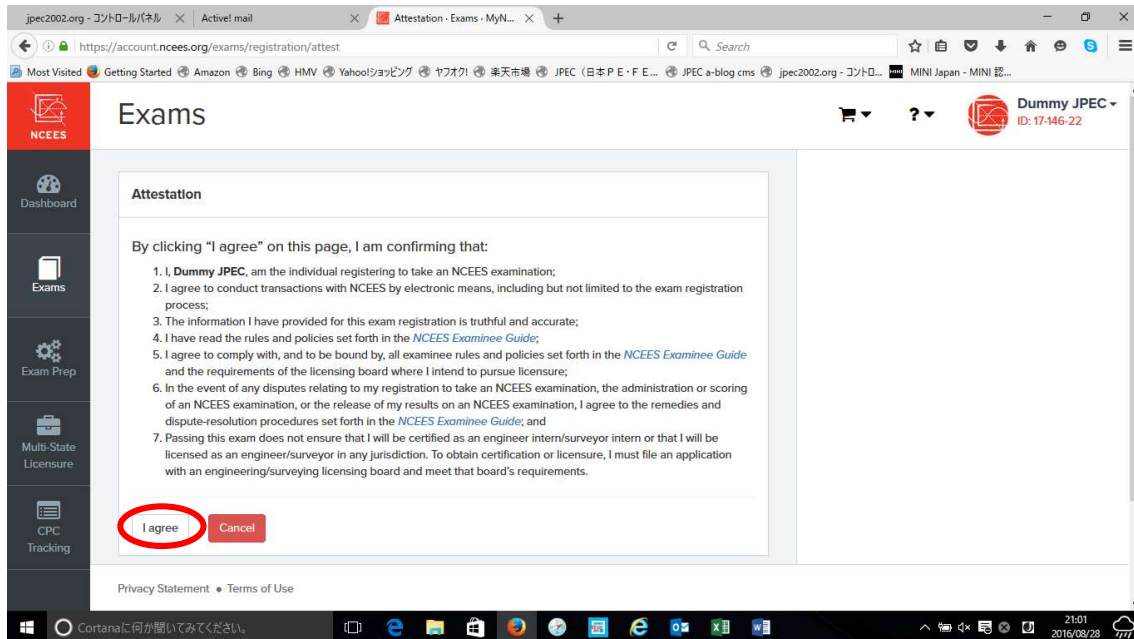 jpec2002.org - コントロールパネル
Active! mail
Attestation · Exams · MyN...
https://account.ncees.org/exams/registration/attest
Search
Most Visited
Getting Started
Amazon
Bing
HMV
Yahoo!ショッピング
ヤフオク!
楽天市場
JPEC（日本ＰＥ・ＦＥ...
JPEC a-blog cms
jpec2002.org - コントロ...
MINI Japan - MINI 認...
NCEES
Exams
Dummy JPEC
ID: 17-146-22
Dashboard
Exams
Exam Prep
Multi-State
Licensure
CPC
Tracking
Attestation
By clicking “I agree” on this page, I am confirming that:
1. I, Dummy JPEC, am the individual registering to take an NCEES examination;
2. I agree to conduct transactions with NCEES by electronic means, including but not limited to the exam registration
process;
3. The information I have provided for this exam registration is truthful and accurate;
4. I have read the rules and policies set forth in the NCEES Examinee Guide;
5. I agree to comply with, and to be bound by, all examinee rules and policies set forth in the NCEES Examinee Guide
and the requirements of the licensing board where I intend to pursue licensure;
6. In the event of any disputes relating to my registration to take an NCEES examination, the administration or scoring
of an NCEES examination, or the release of my results on an NCEES examination, I agree to the remedies and
dispute-resolution procedures set forth in the NCEES Examinee Guide; and
7. Passing this exam does not ensure that I will be certified as an engineer intern/surveyor intern or that I will be
licensed as an engineer/surveyor in any jurisdiction. To obtain certification or licensure, I must file an application
with an engineering/surveying licensing board and meet that board's requirements.
I agree
Cancel
Privacy Statement • Terms of Use
Cortanaに何か聞いてみてください。
21:01
2016/08/28